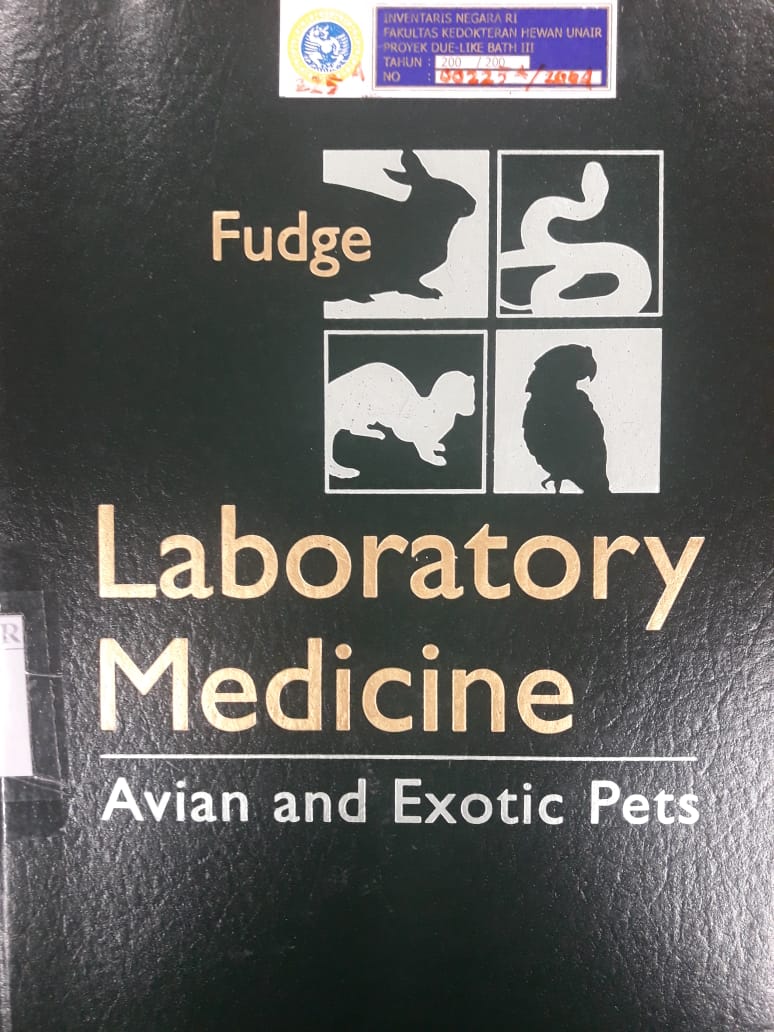 INVENTARIS NEGARA RI
FAKULTAS KEDOKTERAN HEWAN UNAIR
PROYEK DUE-LIKE BATH III
TAHUN : 200 / 200
NO :
Fudge
Laboratory
Medicine
Avian and Exotic Pets
R